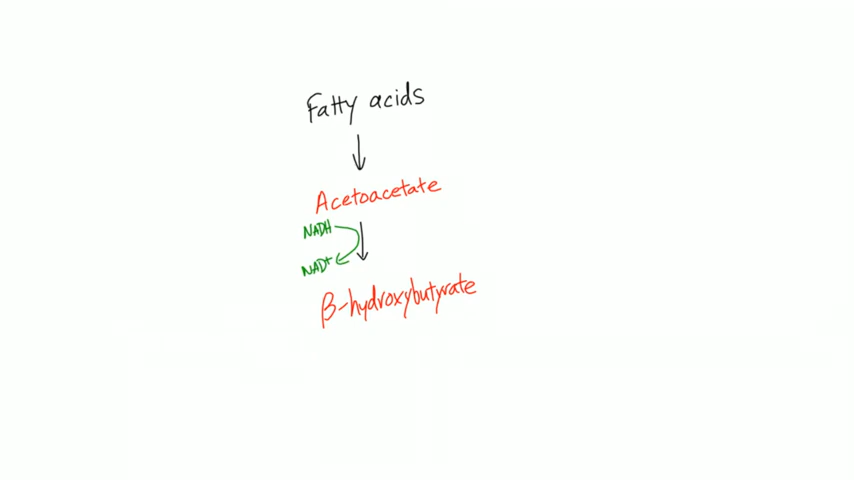 Fatty acids
Acetoacetate
NADH
NAD+
β-hydroxybutyrate